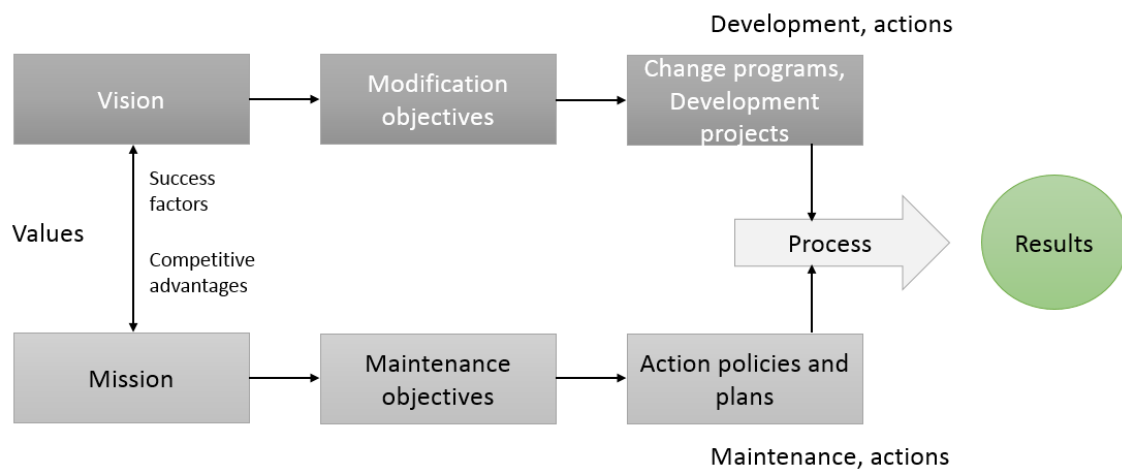 Development, actions
Vision
Modification
objectives
Change programs,
Development
projects
Success
factors
Values
Competitive
advantages
Process
Results
Mission
Maintenance
objectives
Action policies and
plans
Maintenance, actions